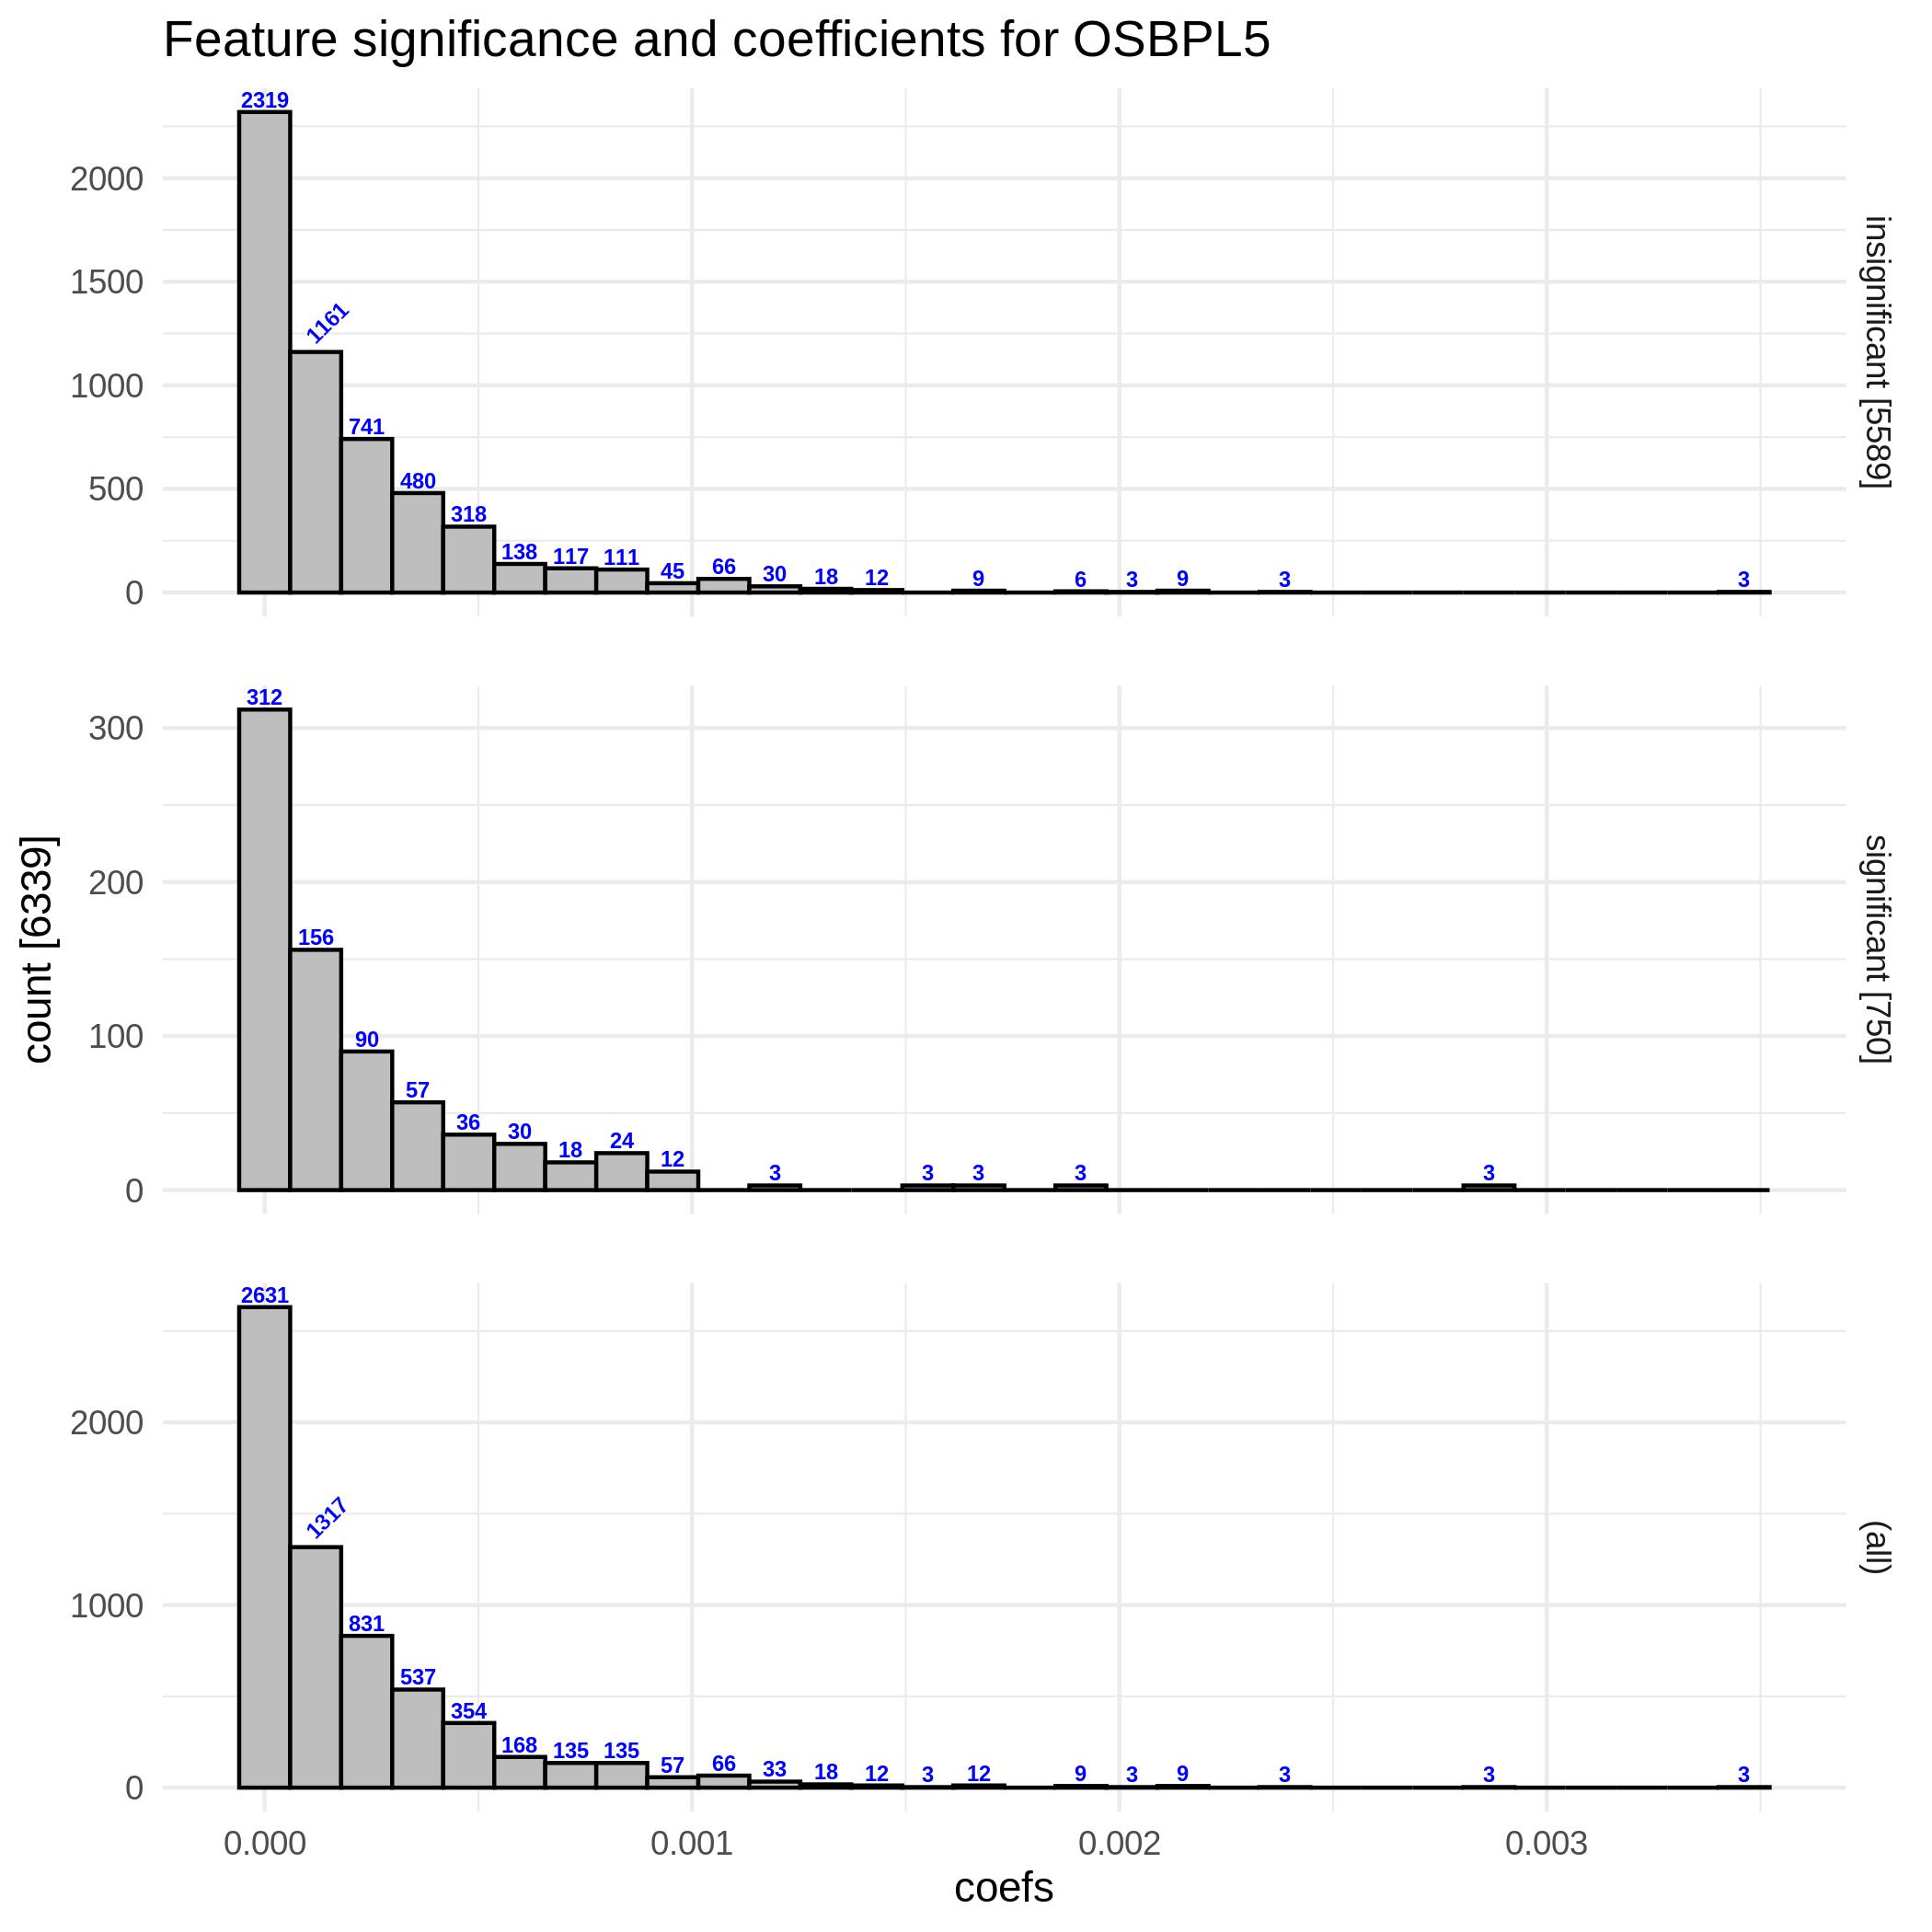 Feature significance and coefficients for OSBPL5
2319
2000
1500
1161
1000
741
500
480
318
138 117 111 45 66 30 18 12 9 6 3 9 3 3
0
insignificant [5589]
312
300
200
156
100
90
57
36 30 18 24 12 3 3 3 3 3
0
significant [750]
count [6339]
2631
2000
1317
1000
831
537
354
168 135 135 57 66 33 18 12 3 12 9 3 9 3 3 3
0
(all)
0.000 0.001 0.002 0.003
coefs